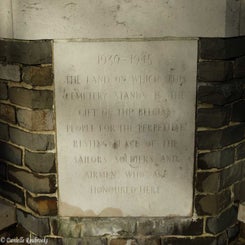 1940-1945
THE LAND ON WHICH THIS
CEMETERY STANDS IS THE
GIFT OF THE BELGIAN
PEOPLE FOR THE PERPETUAL
RESTING PLACE OF THE
SAILORS SOLDIERS AND
AIRMEN WHO ARE
HONOURED HERE